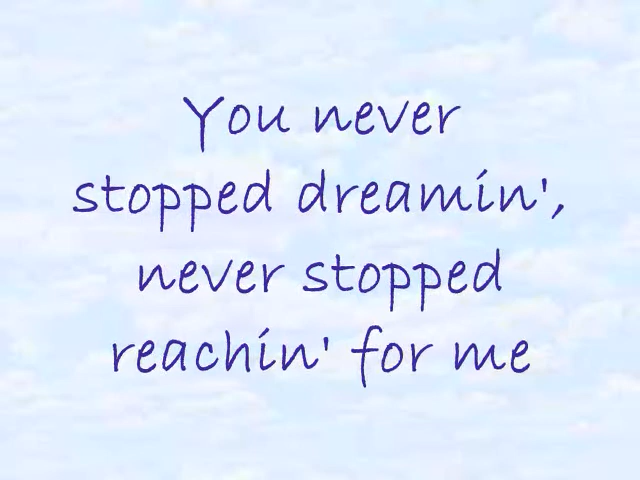 You never
stopped dreamin',
never stopped
reachin' for me